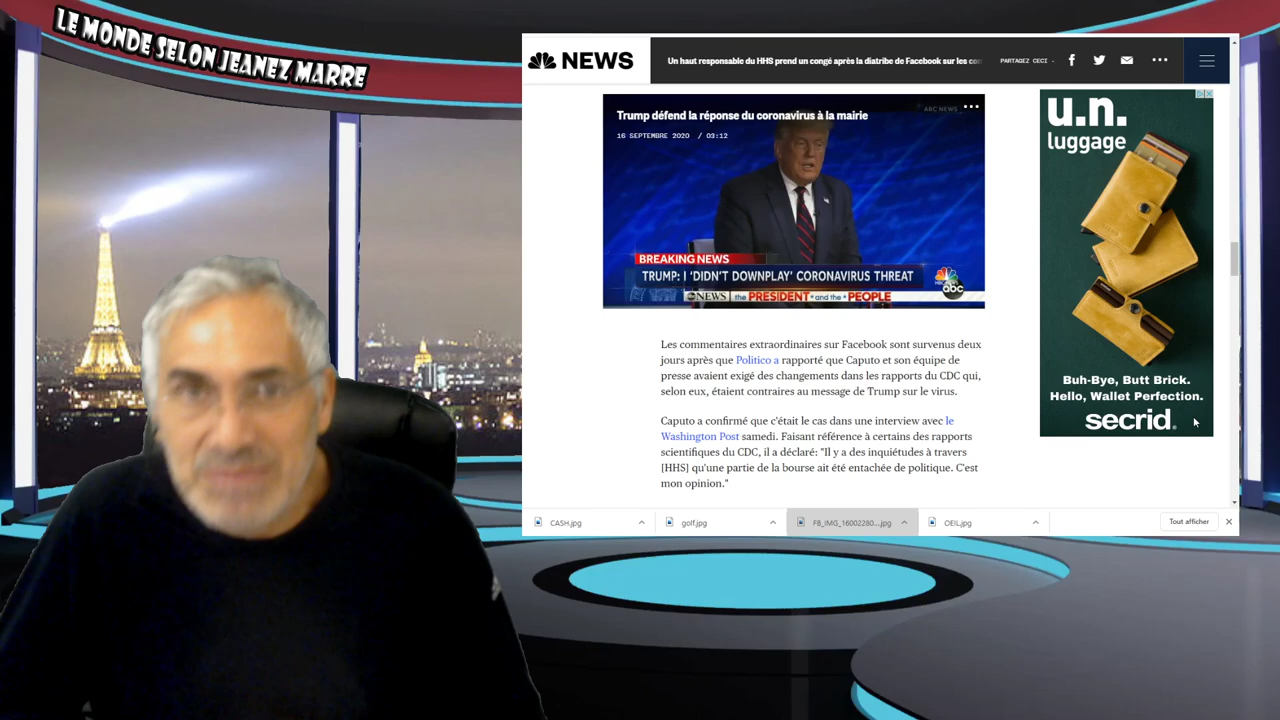 LE MONDE SELON JEANEZ MARRE
NEWS
Un haut responsable du HHS prend un congé après la diatribe de Facebook sur les
PARTAGEZ CECI
Trump défend la réponse du coronavirus à la mairie
16 SEPTEMBRE 2020 / 03:12
ABC NEWS
BREAKING NEWS
TRUMP: I 'DIDN'T DOWNPLAY' CORONAVIRUS THREAT
abc NEWS the PRESIDENT and the PEOPLE
abc
Les commentaires extraordinaires sur Facebook sont survenus deux
jours après que Politico a rapporté que Caputo et son équipe de
presse avaient exigé des changements dans les rapports du CDC qui,
selon eux, étaient contraires au message de Trump sur le virus.
Caputo a confirmé que c'était le cas dans une interview avec le
Washington Post samedi. Faisant référence à certains des rapports
scientifiques du CDC, il a déclaré: "Il y a des inquiétudes à travers
[HHS] qu'une partie de la bourse ait été entachée de politique. C'est
mon opinion."
u.n.
luggage
Buh-Bye, Butt Brick.
Hello, Wallet Perfection.
secrid.
CASH.jpg
golf.jpg
FB_IMG_16002280....jpg
OEIL.jpg
Tout afficher